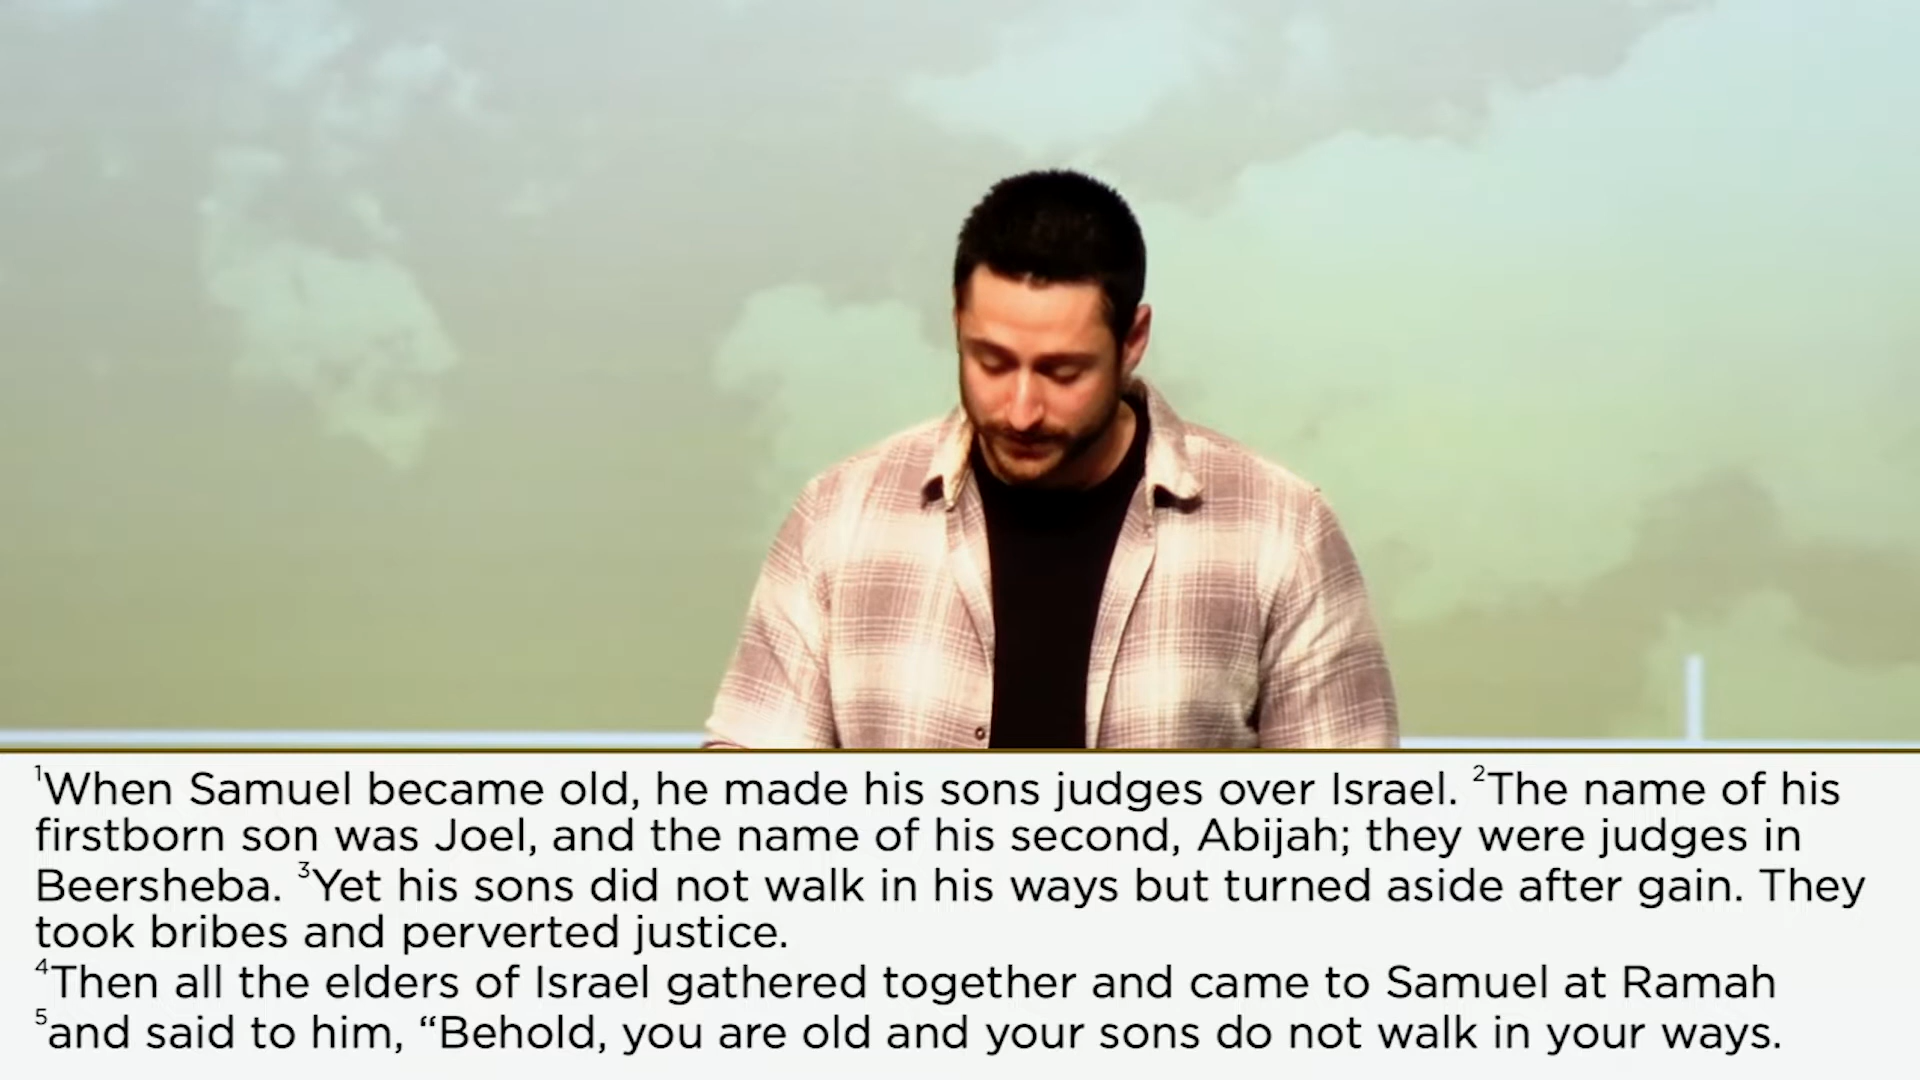 ¹When Samuel became old, he made his sons judges over Israel. ²The name of his
firstborn son was Joel, and the name of his second, Abijah; they were judges in
Beersheba. ³Yet his sons did not walk in his ways but turned aside after gain. They
took bribes and perverted justice.
⁴Then all the elders of Israel gathered together and came to Samuel at Ramah
⁵and said to him, “Behold, you are old and your sons do not walk in your ways.